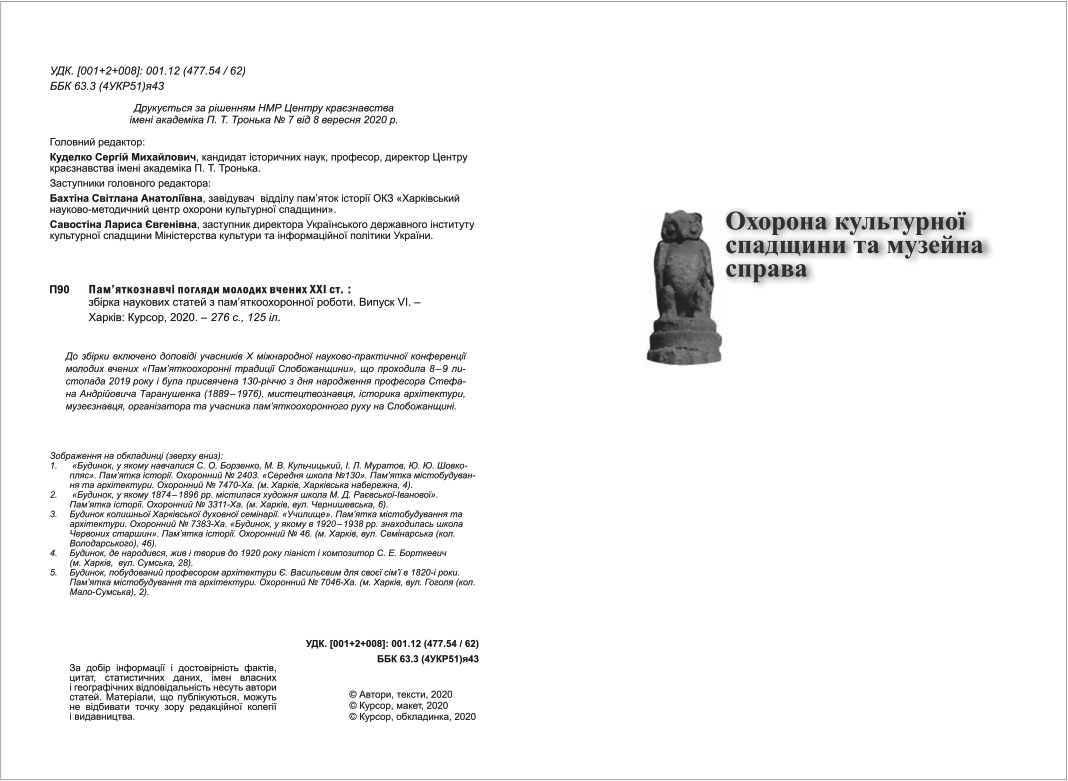 УДК. [001+2+008]: 001.12 (477.54 / 62)
ББК 63.3 (4УКР51)я43
Друкується за рішенням НМР Центру краєзнавства
імені академіка П. Т. Тронька № 7 від 8 вересня 2020 р.
Головний редактор:
Куделко Сергій Михайлович, кандидат історичних наук, професор, директор Центру
краєзнавства імені академіка П. Т. Тронька.
Заступники головного редактора:
Бахтіна Світлана Анатоліївна, завідувач відділу пам’яток історії ОКЗ «Харківський
науково-методичний центр охорони культурної спадщини».
Савостіна Лариса Євгенівна, заступник директора Українського державного інституту
культурної спадщини Міністерства культури та інформаційної політики України.
П90 Пам’яткознавчі погляди молодих вчених ХХІ ст. :
збірка наукових статей з пам’яткоохоронної роботи. Випуск VI. –
Харків: Курсор, 2020. – 276 с., 125 іл.
До збірки включено доповіді учасників Х міжнародної науково-практичної конференції
молодих вчених «Пам’яткоохоронні традиції Слобожанщини», що проходила 8–9 ли-
стопада 2019 року і була присвячена 130-річчю з дня народження професора Стефа-
на Андрійовича Таранушенка (1889–1976), мистецтвознавця, історика архітектури,
музеєзнавця, організатора та учасника пам’яткоохоронного руху на Слобожанщині.
Зображення на обкладинці (зверху вниз):
1. «Будинок, у якому навчалися С. О. Борзенко, М. В. Кульчицький, І. Л. Муратов, Ю. Ю. Шовко-
пляс». Пам’ятка історії. Охоронний № 2403. «Середня школа №130». Пам’ятка містобудуван-
ня та архітектури. Охоронний № 7470-Ха. (м. Харків, Харківська набережна, 4).
2. «Будинок, у якому 1874–1896 рр. містилася художня школа М. Д. Раєвської-Іванової».
Пам’ятка історії. Охоронний № 3311-Ха. (м. Харків, вул. Чернишевська, 6).
3. Будинок колишньої Харківської духовної семінарії. «Училище». Пам’ятка містобудування та
архітектури. Охоронний № 7383-Ха. «Будинок, у якому в 1920–1938 рр. знаходилась школа
Червоних старшин». Пам’ятка історії. Охоронний № 46. (м. Харків, вул. Семінарська (кол.
Володарського), 46).
4. Будинок, де народився, жив і творив до 1920 року піаніст і композитор С. Е. Борткевич
(м. Харків, вул. Сумська, 28).
5. Будинок, побудований професором архітектури Є. Васильєвим для своєї сім’ї в 1820-і роки.
Пам’ятка містобудування та архітектури. Охоронний № 7046-Ха. (м. Харків, вул. Гоголя (кол.
Мало-Сумська), 2).
УДК. [001+2+008]: 001.12 (477.54 / 62)
ББК 63.3 (4УКР51)я43
За добір інформації і достовірність фактів,
цитат, статистичних даних, імен власних
і географічних відповідальність несуть автори
статей. Матеріали, що публікуються, можуть
не відбивати точку зору редакційної колегії
і видавництва.
© Автори, тексти, 2020
© Курсор, макет, 2020
© Курсор, обкладинка, 2020
Охорона культурної
спадщини та музейна
справа